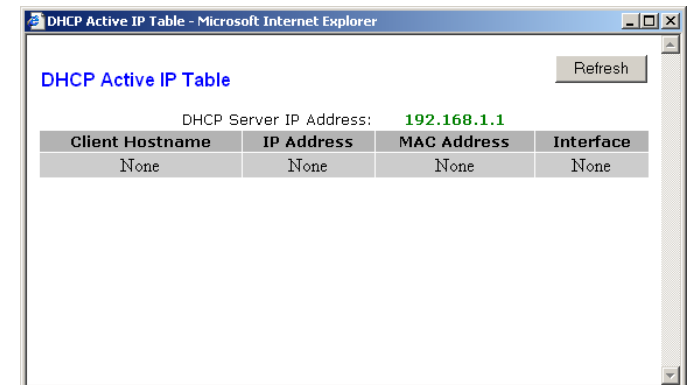 DHCP Active IP Table - Microsoft Internet Explorer
Refresh
DHCP Active IP Table
DHCP Server IP Address: 192.168.1.1
Client Hostname IP Address MAC Address Interface
None None None None